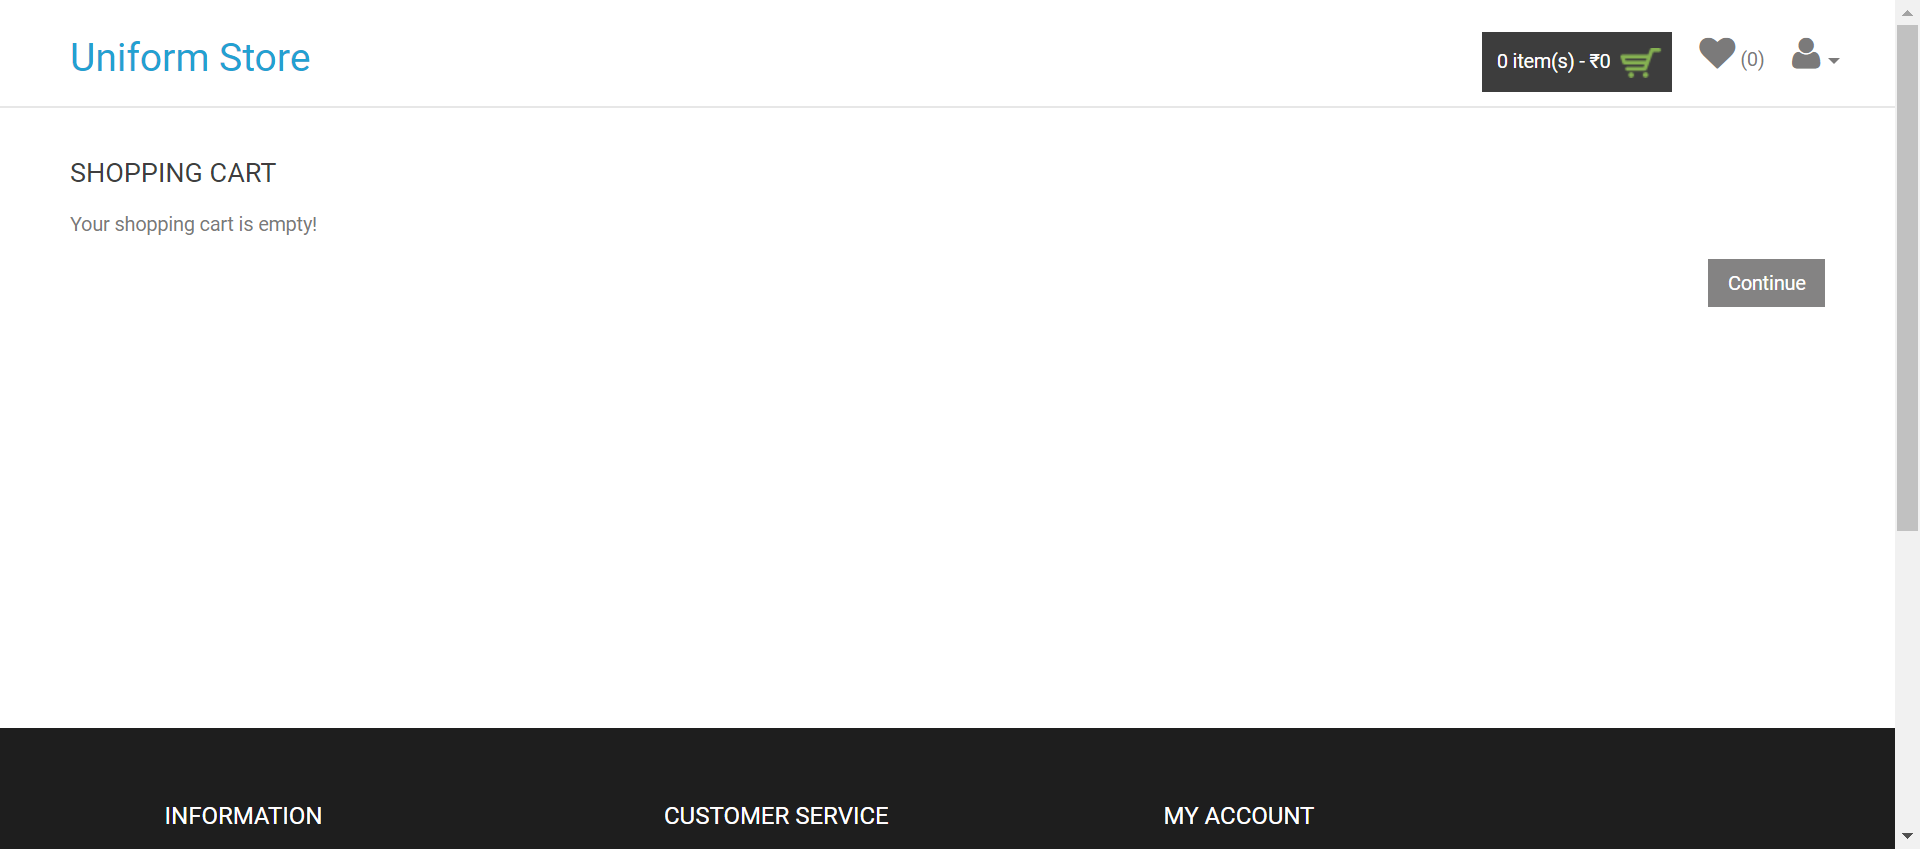 Uniform Store
0 item(s) - ₹0
(0)
SHOPPING CART
Your shopping cart is empty!
Continue
INFORMATION
CUSTOMER SERVICE
MY ACCOUNT